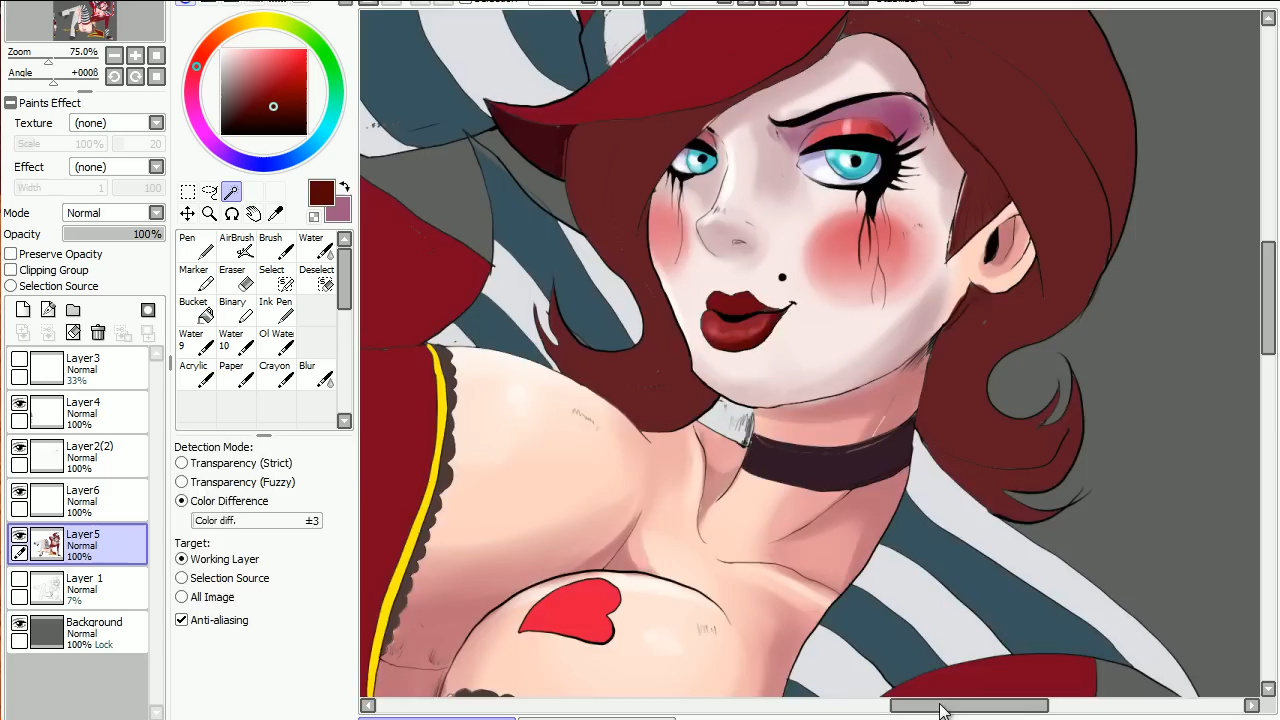 Zoom 75.0%
Angle +000ß
Paints Effect
Texture (none)
Scale 100% 20
Effect (none)
Width 1 100
Mode Normal
Opacity 100%
Preserve Opacity
Clipping Group
Selection Source
Layer3
Normal
33%
Layer4
Normal
100%
Layer2(2)
Normal
100%
Layer6
Normal
100%
Layer5
Normal
100%
Layer 1
Normal
7%
Background
Normal
100% Lock
Pen AirBrush Brush Water
Marker Eraser Select Deselect
Bucket Binary Ink Pen
Water 9 Water 10 Ol Water
Acrylic Paper Crayon Blur
Detection Mode:
Transparency (Strict)
Transparency (Fuzzy)
Color Difference
Color diff. ±3
Target:
Working Layer
Selection Source
All Image
Anti-aliasing